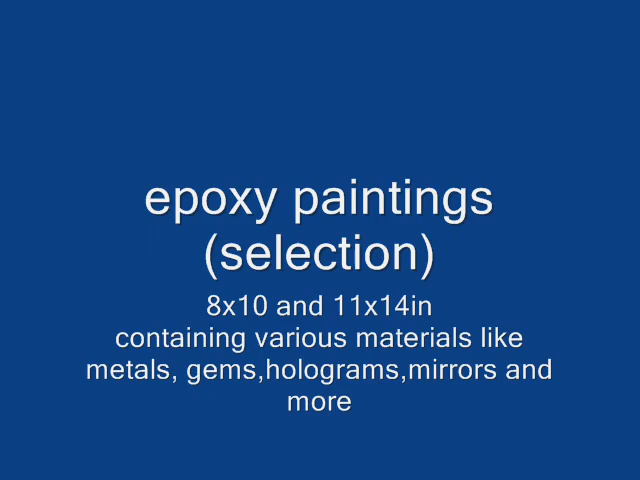 epoxy paintings
(selection)
8x10 and 11x14in
containing various materials like
metals, gems,holograms,mirrors and
more